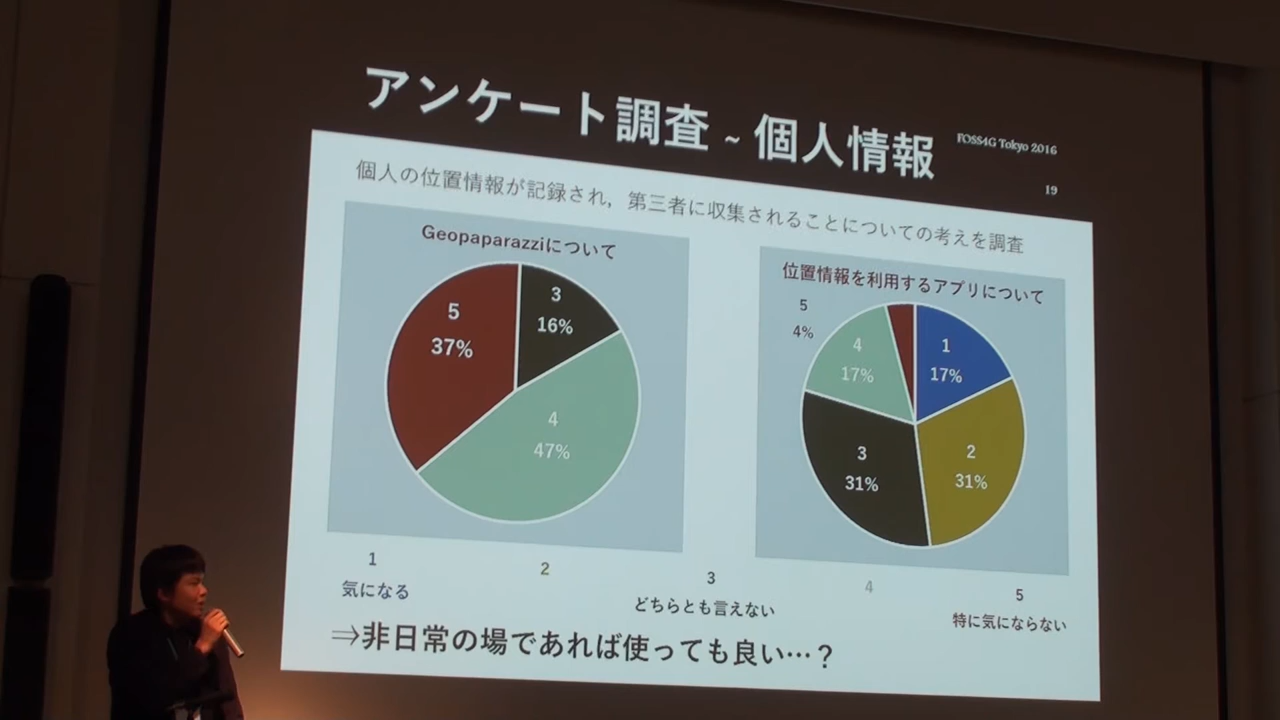 アンケート調査 ~ 個人情報
FOSS4G Tokyo 2016
19
個人の位置情報が記録され，第三者に収集されることについての考えを調査
Geopaparazziについて
3
16%
4
47%
5
37%
位置情報を利用するアプリについて
1
17%
2
31%
3
31%
4
17%
5
4%
1
気になる
2
3
どちらとも言えない
4
5
特に気にならない
⇒非日常の場であれば使っても良い…？